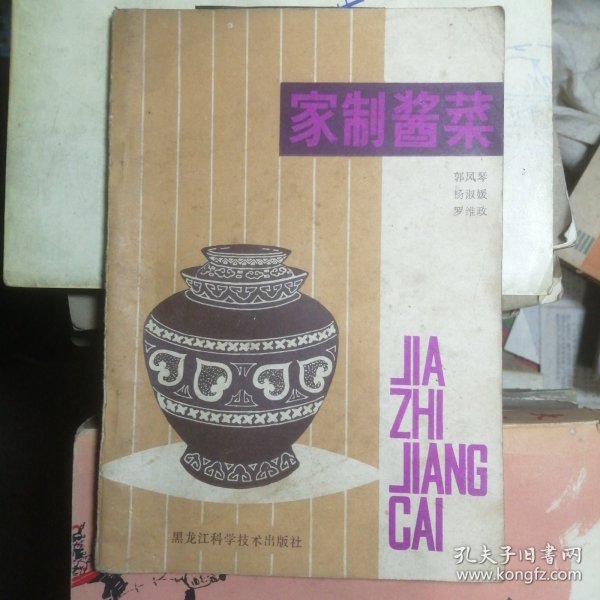 家制酱菜
郭凤琴
杨淑媛
罗维政
JIA
ZHI
JIANG
CAI
黑龙江科学技术出版社
孔夫子旧书网
www.kongfz.com